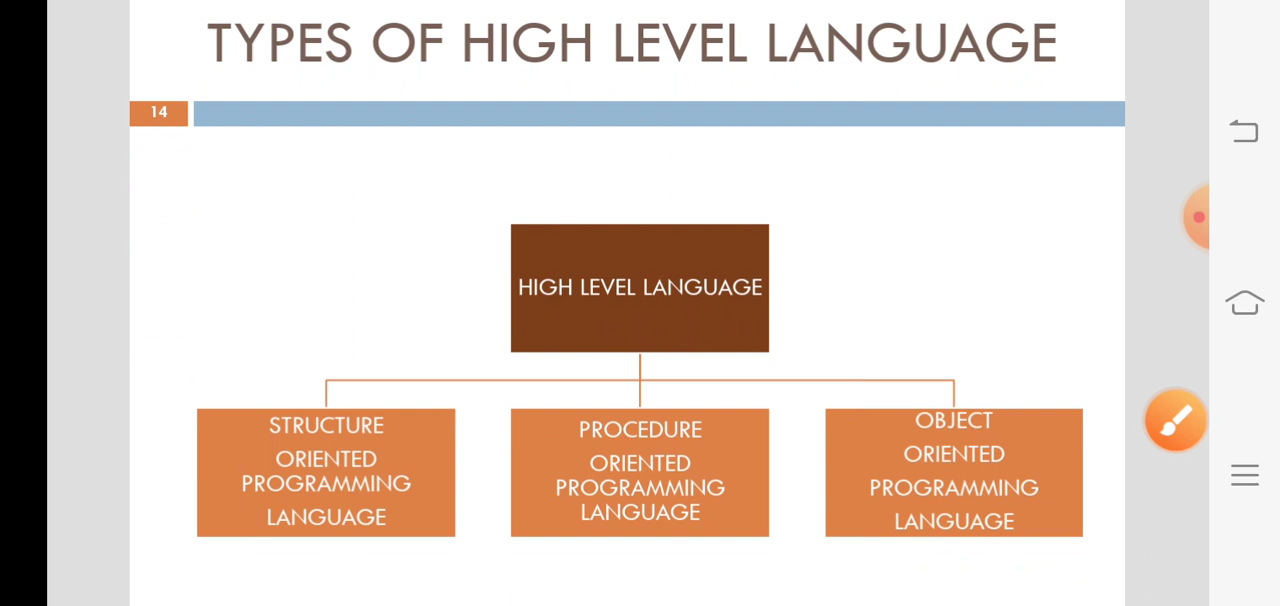 TYPES OF HIGH LEVEL LANGUAGE
14
HIGH LEVEL LANGUAGE
STRUCTURE
ORIENTED
PROGRAMMING
LANGUAGE
PROCEDURE
ORIENTED
PROGRAMMING
LANGUAGE
OBJECT
ORIENTED
PROGRAMMING
LANGUAGE